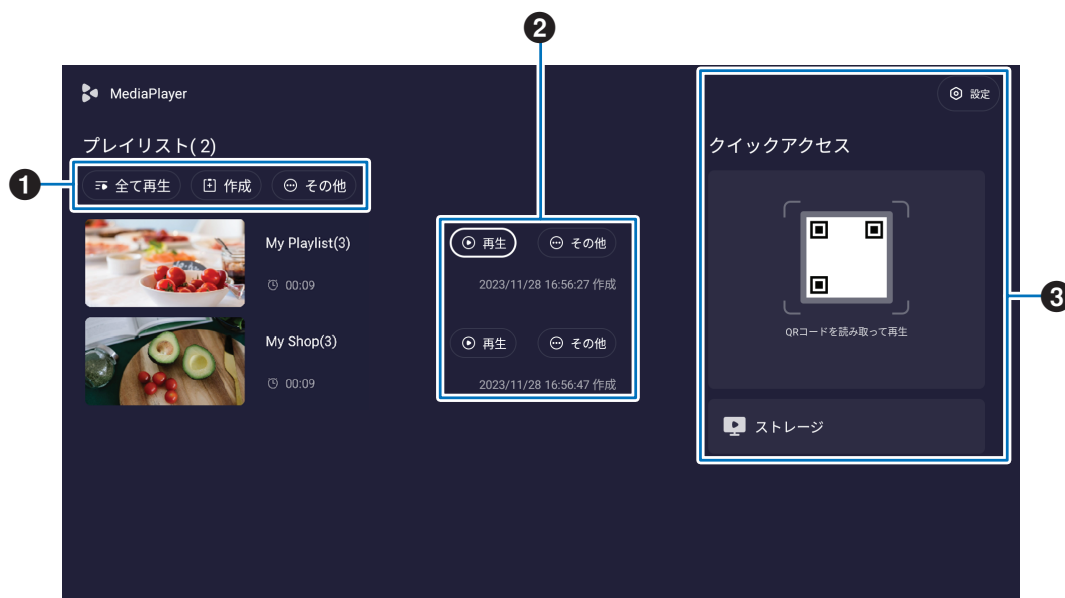 ❷
MediaPlayer
設定
プレイリスト( 2)
クイックアクセス
❶
全て再生 作成 その他
My Playlist(3)
再生 その他
00:09
2023/11/28 16:56:27 作成
❸
QRコードを読み取って再生
My Shop(3)
再生 その他
00:09
2023/11/28 16:56:47 作成
ストレージ